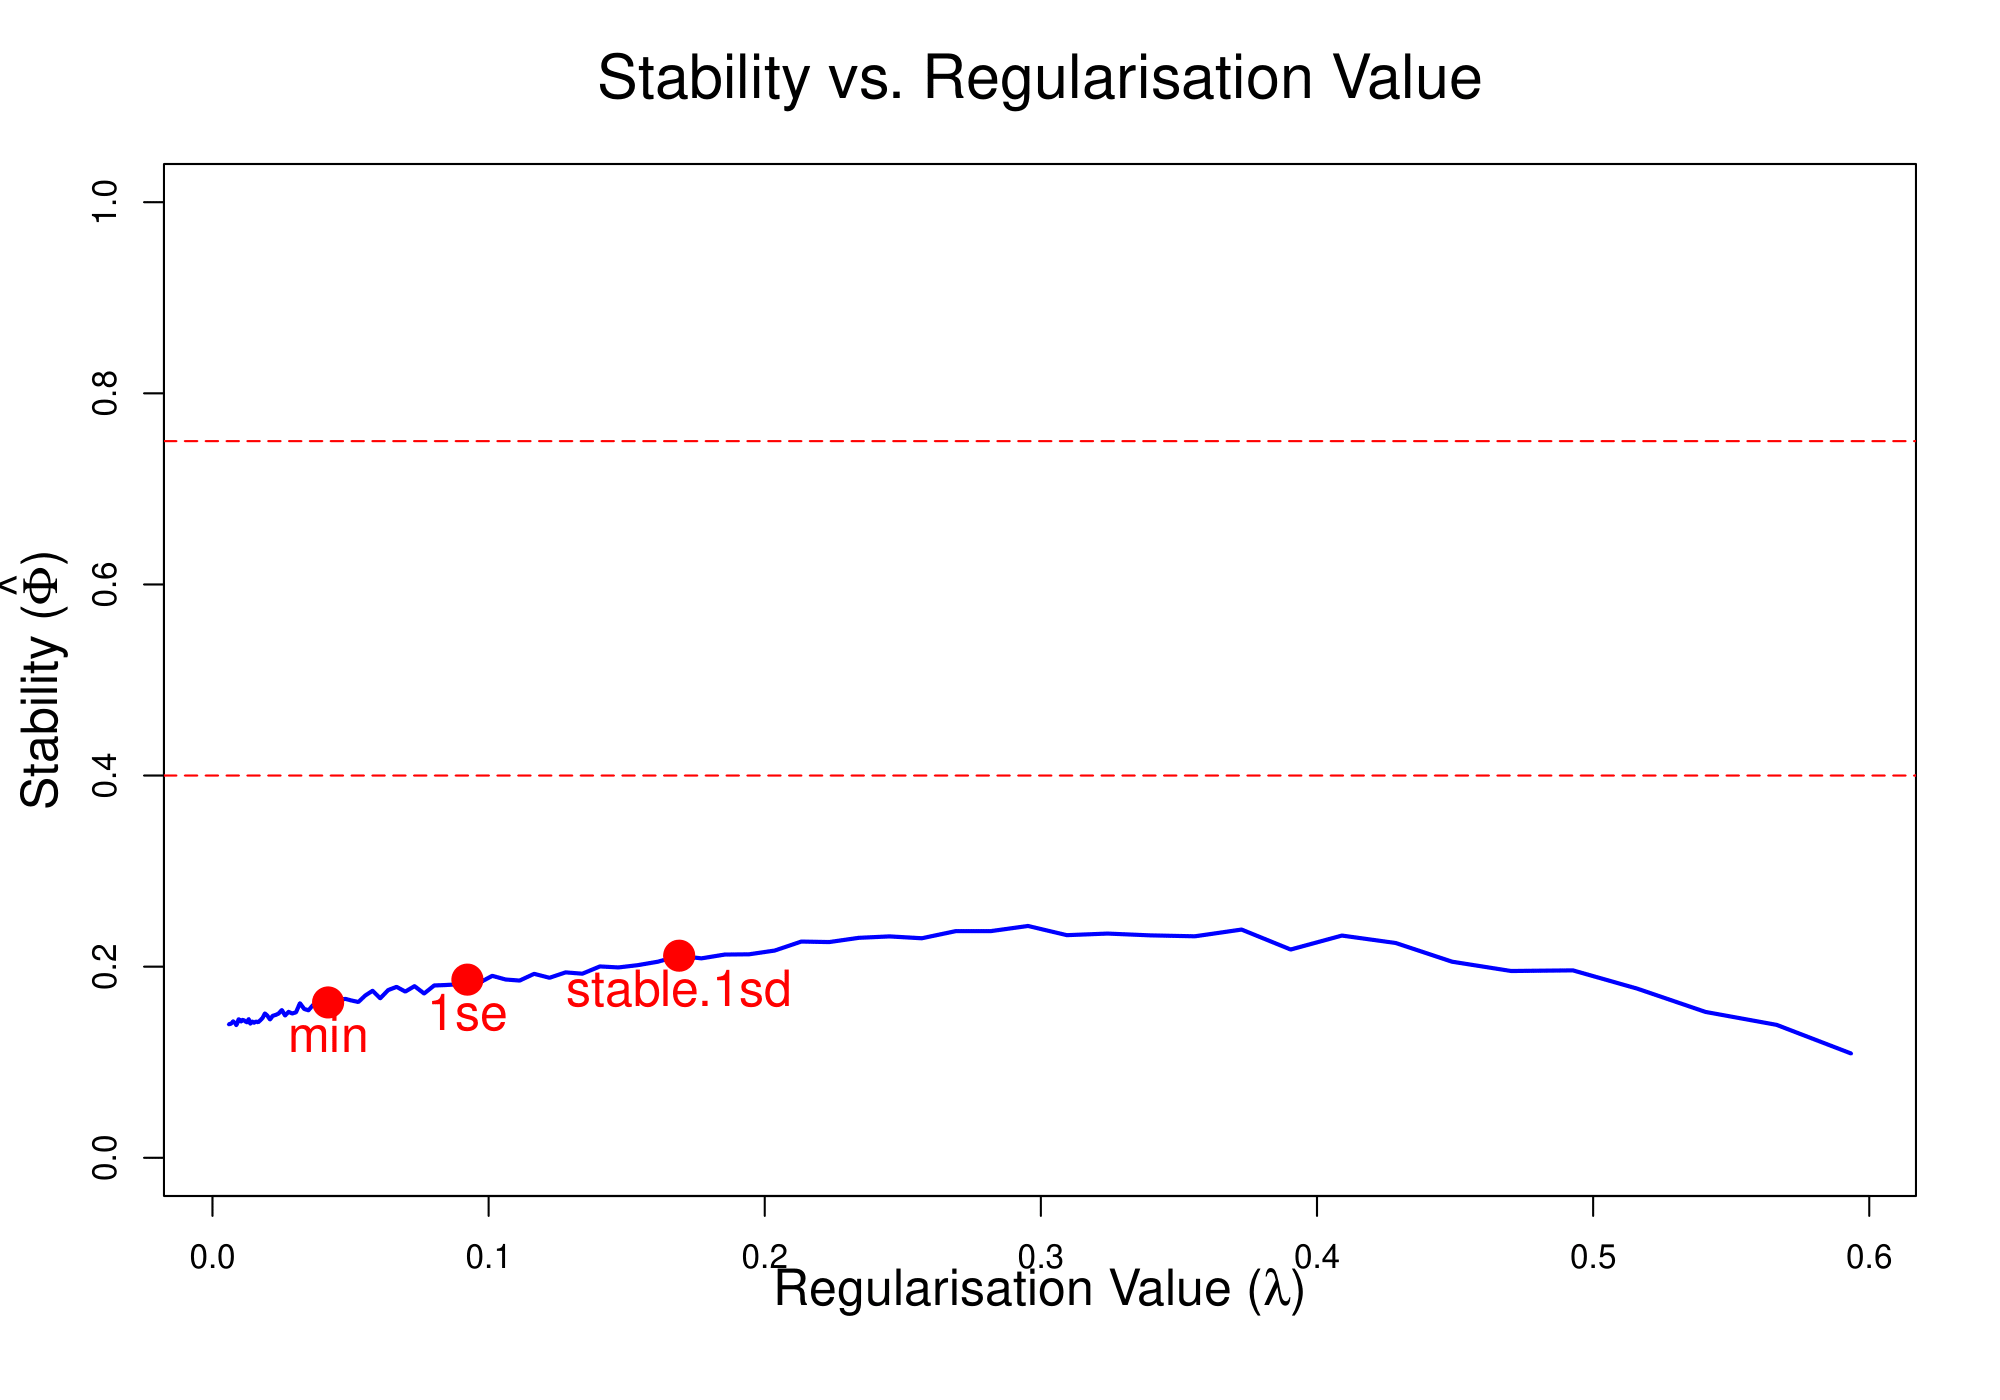 Stability vs. Regularisation Value
Stability (Φ̂)
1.0
0.8
0.6
0.4
0.2
0.0
min
1se
stable.1sd
0.0 0.1 0.2 0.3 0.4 0.5 0.6
Regularisation Value (λ)